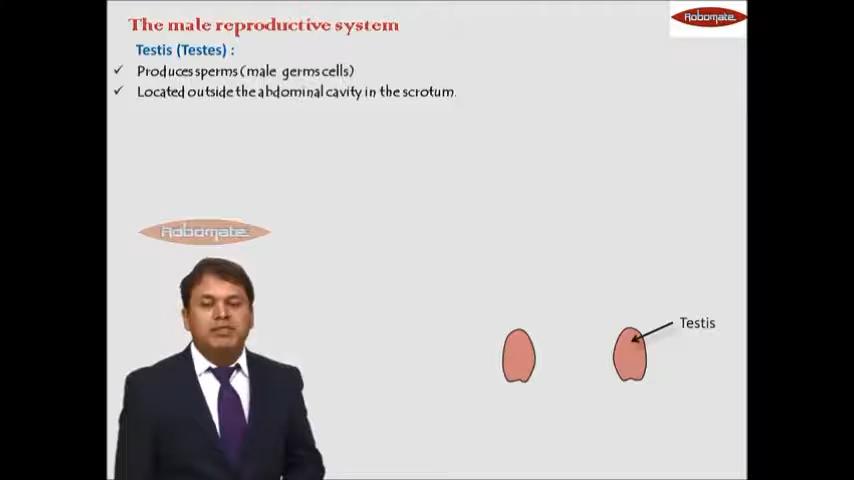 The male reproductive system
Robomate
Testis (Testes) :
✓ Produces sperms (male germs cells)
✓ Located outside the abdominal cavity in the scrotum.
Robomate
Testis